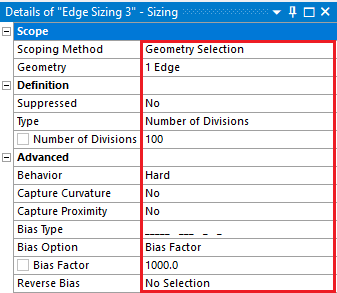 Details of "Edge Sizing 3" - Sizing
Scope
Scoping Method Geometry Selection
Geometry 1 Edge
Definition
Suppressed No
Type Number of Divisions
Number of Divisions 100
Advanced
Behavior Hard
Capture Curvature No
Capture Proximity No
Bias Type _____ ___ _ _
Bias Option Bias Factor
Bias Factor 1000.0
Reverse Bias No Selection